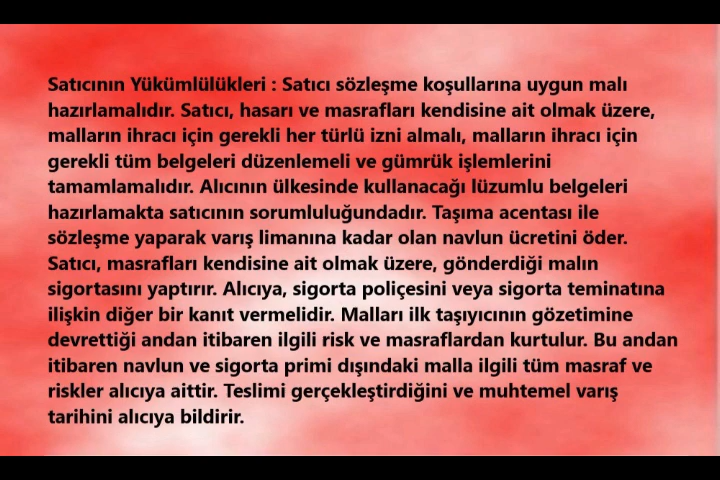 Satıcının Yükümlülükleri : Satıcı sözleşme koşullarına uygun malı
hazırlamalıdır. Satıcı, hasarı ve masrafları kendisine ait olmak üzere,
malların ihracı için gerekli her türlü izni almalı, malların ihracı için
gerekli tüm belgeleri düzenlemeli ve gümrük işlemlerini
tamamlamalıdır. Alıcının ülkesinde kullanacağı lüzumlu belgeleri
hazırlamakta satıcının sorumluluğundadır. Taşıma acentası ile
sözleşme yaparak varış limanına kadar olan navlun ücretini öder.
Satıcı, masrafları kendisine ait olmak üzere, gönderdiği malın
sigortasını yaptırır. Alıcıya, sigorta poliçesini veya sigorta teminatına
ilişkin diğer bir kanıt vermelidir. Malları ilk taşıyıcının gözetimine
devrettiği andan itibaren ilgili risk ve masraflardan kurtulur. Bu andan
itibaren navlun ve sigorta primi dışındaki malla ilgili tüm masraf ve
riskler alıcıya aittir. Teslimi gerçekleştirdiğini ve muhtemel varış
tarihini alıcıya bildirir.